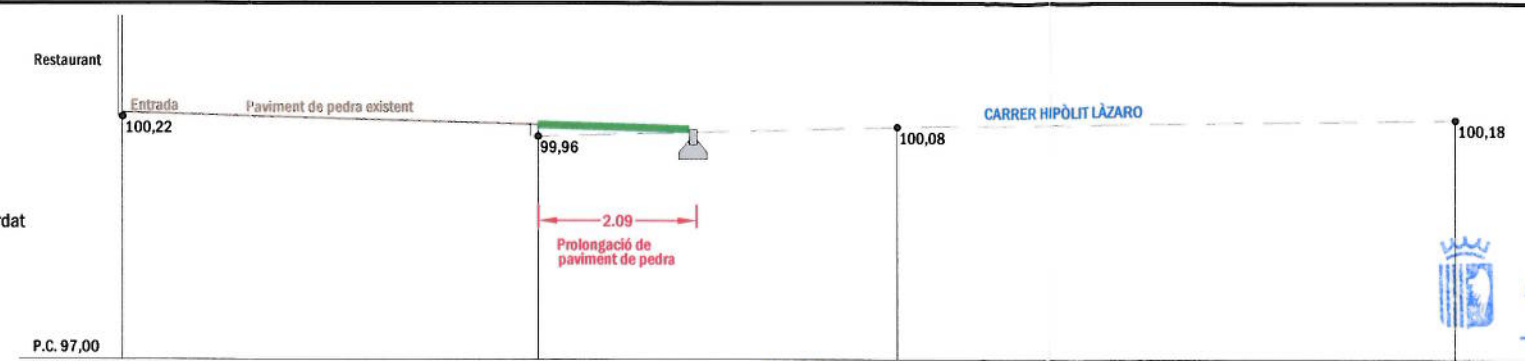 Restaurant
Entrada
Paviment de pedra existent
100,22
99,96
CARRER HIPÒLIT LÀZARO
100,08
100,18
rdat
2.09
Prolongació de
paviment de pedra
P.C. 97,00